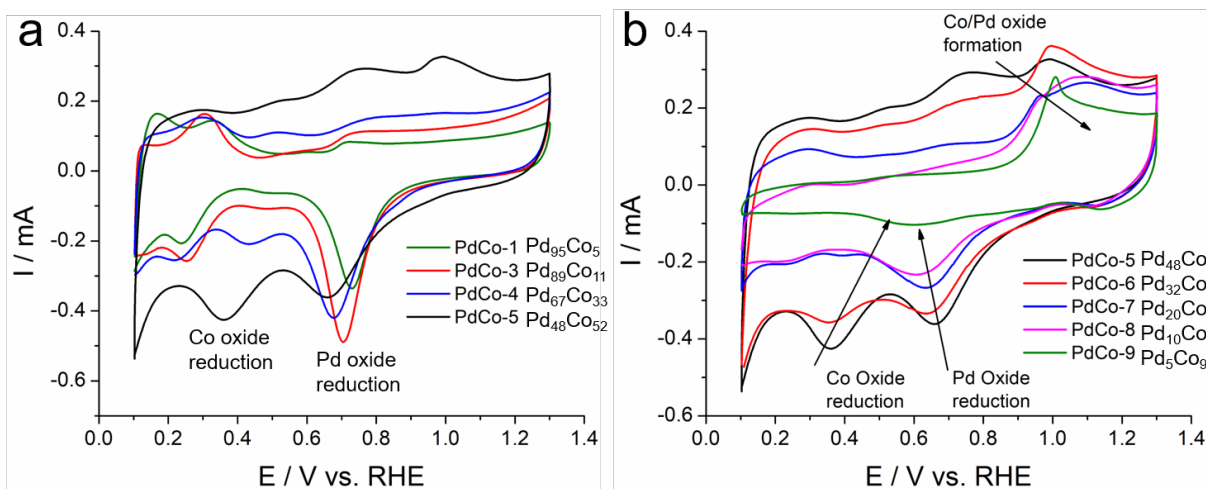 a
0.4
0.2
0.0
-0.2
-0.4
-0.6
I / mA
0.0 0.2 0.4 0.6 0.8 1.0 1.2 1.4
E / V vs. RHE
PdCo-1 Pd₉₅Co₅
PdCo-3 Pd₈₉Co₁₁
PdCo-4 Pd₆₇Co₃₃
PdCo-5 Pd₄₈Co₅₂
Co oxide
reduction
Pd oxide
reduction
b
0.4
0.2
0.0
-0.2
-0.4
-0.6
I / mA
0.0 0.2 0.4 0.6 0.8 1.0 1.2 1.4
E / V vs. RHE
Co/Pd oxide
formation
PdCo-5 Pd₄₈Co
PdCo-6 Pd₃₂Co
PdCo-7 Pd₂₀Co
PdCo-8 Pd₁₀Co
PdCo-9 Pd₅Co₉
Co Oxide
reduction
Pd Oxide
reduction